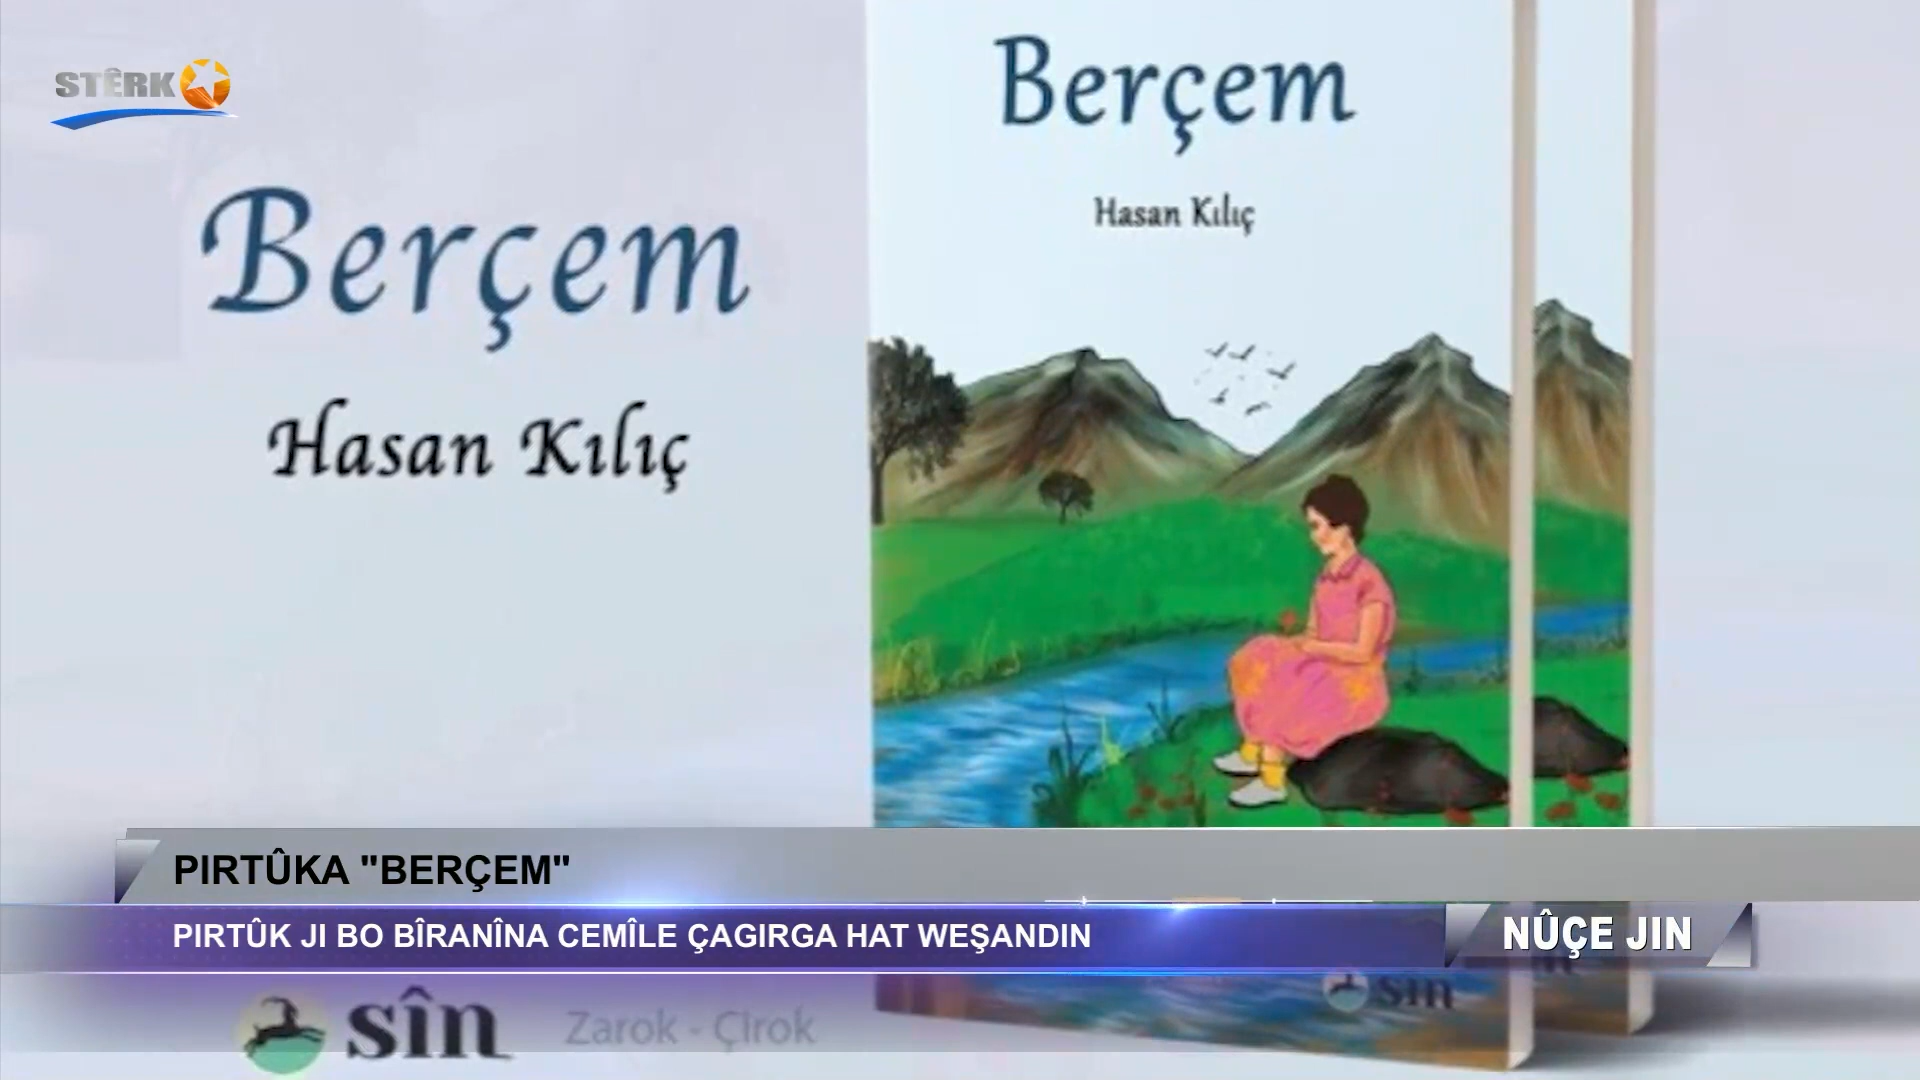 STÊRK
Berçem
Hasan Kılıç
Berçem
Hasan Kılıç
PIRTÛKA "BERÇEM"
PIRTÛK JI BO BÎRANÎNA CEMÎLE ÇAGIRGA HAT WEŞANDIN
NÛÇE JIN
sîn
Zarok - Çîrok
sîn